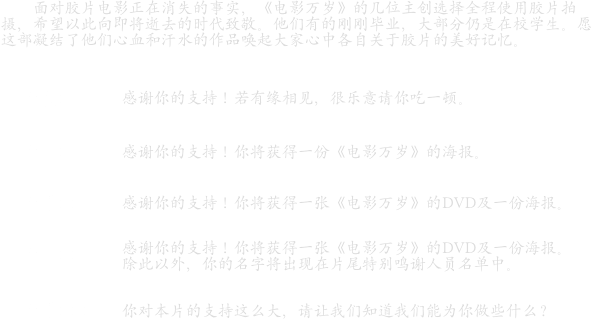 面对胶片电影正在消失的事实，《电影万岁》的几位主创选择全程使用胶片拍
摄，希望以此向即将逝去的时代致敬。他们有的刚刚毕业，大部分仍是在校学生。愿
这部凝结了他们心血和汗水的作品唤起大家心中各自关于胶片的美好记忆。
感谢你的支持！若有缘相见，很乐意请你吃一顿。
感谢你的支持！你将获得一份《电影万岁》的海报。
感谢你的支持！你将获得一张《电影万岁》的DVD及一份海报。
感谢你的支持！你将获得一张《电影万岁》的DVD及一份海报。
除此以外，你的名字将出现在片尾特别鸣谢人员名单中。
你对本片的支持这么大，请让我们知道我们能为你做些什么？